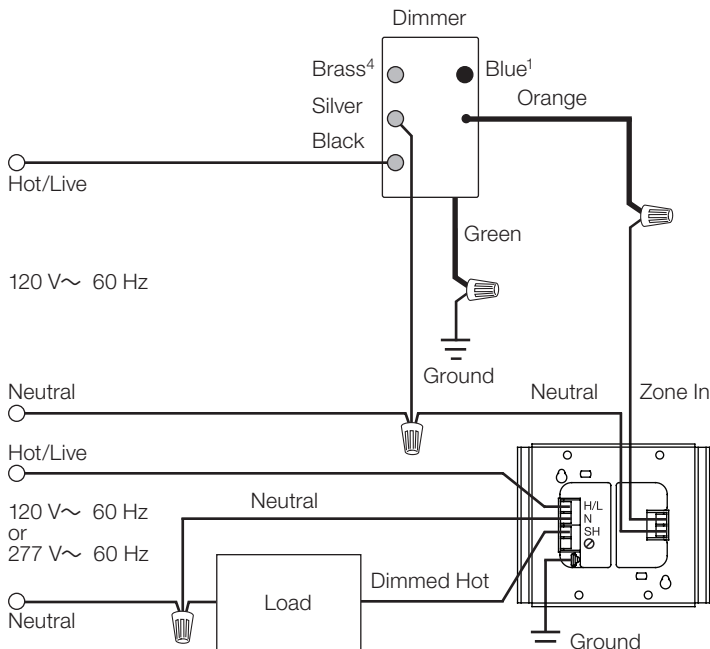 Dimmer
Brass4
Blue1
Orange
Silver
Black
Hot/Live
Green
120 V~ 60 Hz
Ground
Neutral
Neutral
Zone In
Hot/Live
Neutral
120 V~ 60 Hz
or
277 V~ 60 Hz
H/L
N
SH
Load
Dimmed Hot
Neutral
Ground